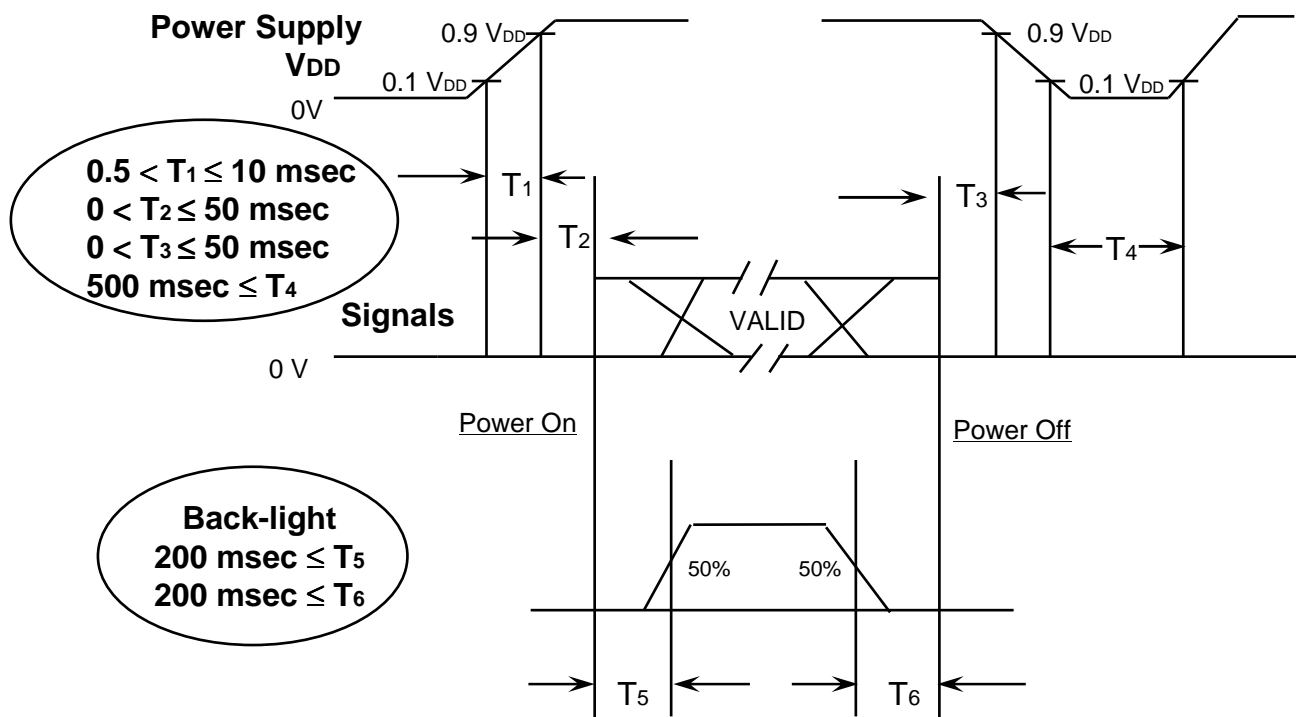 Power Supply
VDD
0.9 VDD
0.1 VDD
0V
0.9 VDD
0.1 VDD
0.5 < T1 ≤ 10 msec
0 < T2 ≤ 50 msec
0 < T3 ≤ 50 msec
500 msec ≤ T4
T1
T2
T3
T4
Signals
VALID
0 V
Power On
Power Off
Back-light
200 msec ≤ T5
200 msec ≤ T6
50%
50%
T5
T6